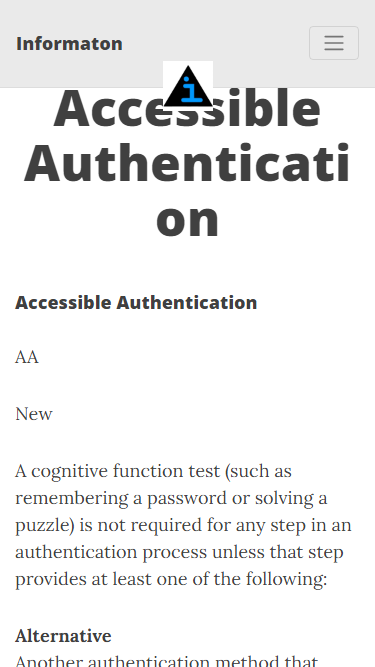 Informaton
Accessible
Authenticati
on
Accessible Authentication
AA
New
A cognitive function test (such as
remembering a password or solving a
puzzle) is not required for any step in an
authentication process unless that step
provides at least one of the following:
Alternative
Another authentication method that